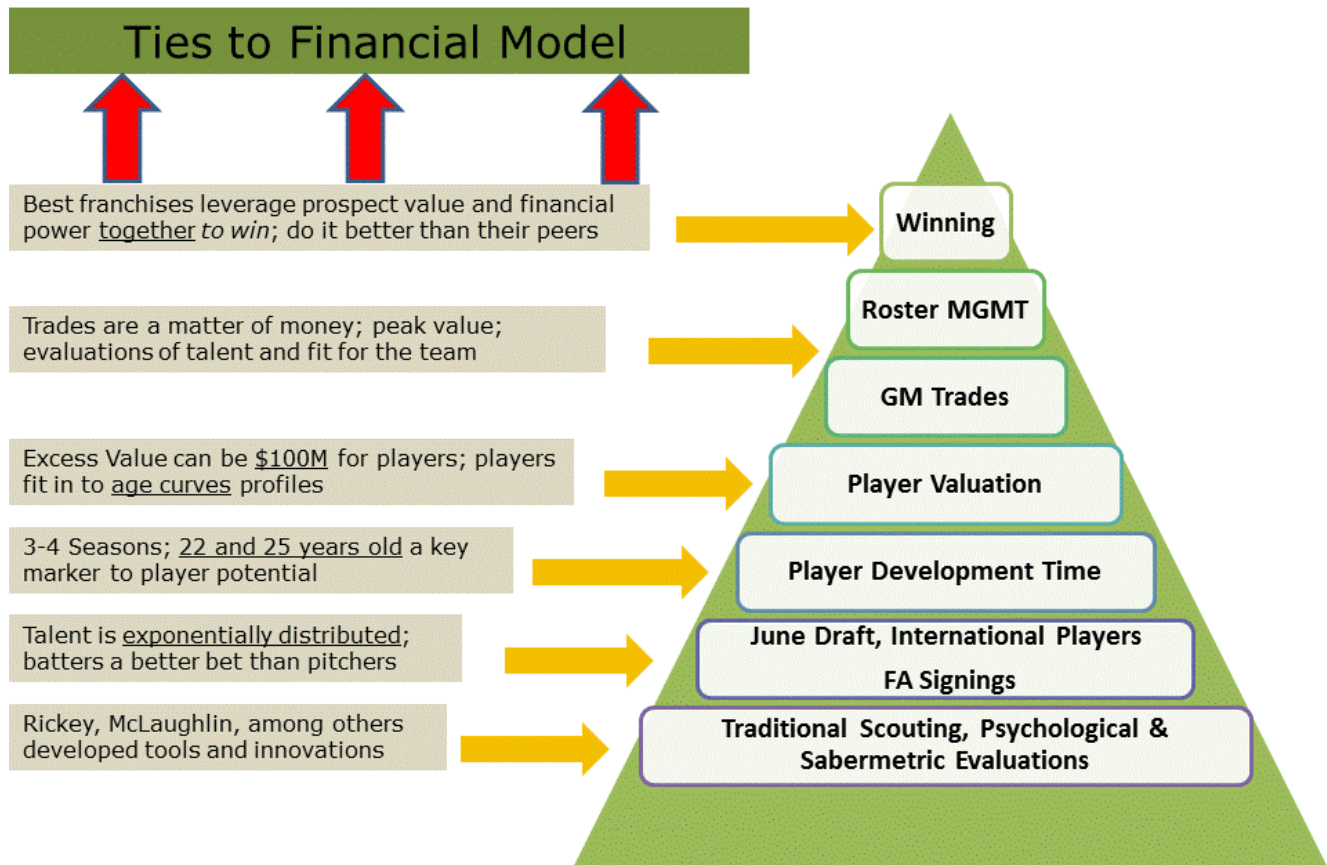 Ties to Financial Model
Best franchises leverage prospect value and financial
power together to win; do it better than their peers
Winning
Roster MGMT
Trades are a matter of money; peak value;
evaluations of talent and fit for the team
GM Trades
Excess Value can be $100M for players; players
fit in to age curves profiles
Player Valuation
3-4 Seasons; 22 and 25 years old a key
marker to player potential
Player Development Time
Talent is exponentially distributed;
batters a better bet than pitchers
June Draft, International Players
FA Signings
Rickey, McLaughlin, among others
developed tools and innovations
Traditional Scouting, Psychological &
Sabermetric Evaluations